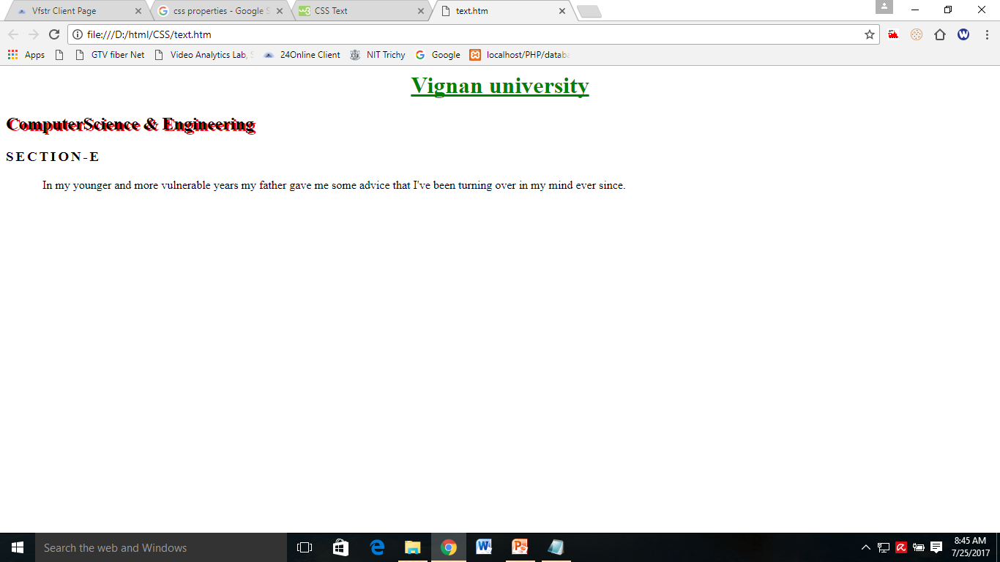 Vfstr Client Page
css properties - Google S
CSS Text
text.htm
file:///D:/html/CSS/text.htm
Apps
GTV fiber Net
Video Analytics Lab, S
24Online Client
NIT Trichy
Google
localhost/PHP/databa
Vignan university
ComputerScience & Engineering
SECTION-E
In my younger and more vulnerable years my father gave me some advice that I've been turning over in my mind ever since.
Search the web and Windows
8:45 AM
7/25/2017